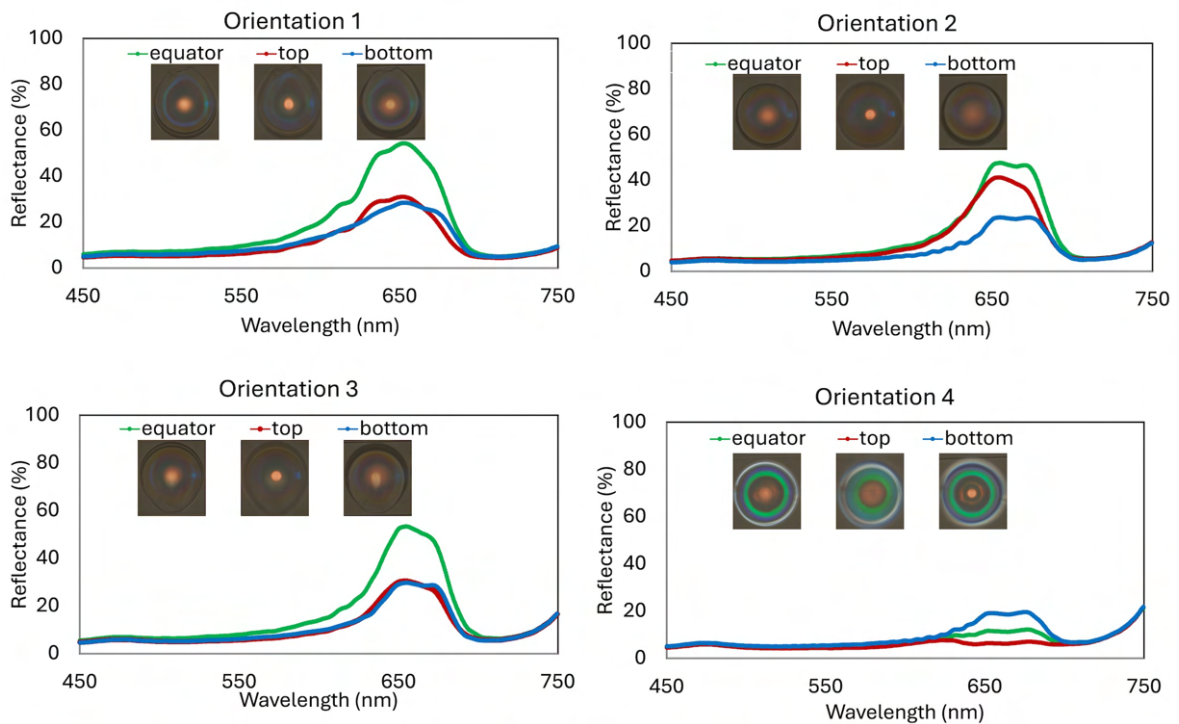 Orientation 1
100
80
60
40
20
0
Reflectance (%)
equator top bottom
450 550 650 750
Wavelength (nm)
Orientation 2
100
80
60
40
20
0
Reflectance (%)
equator top bottom
450 550 650 750
Wavelength (nm)
Orientation 3
100
80
60
40
20
0
Reflectance (%)
equator top bottom
450 550 650 750
Wavelength (nm)
Orientation 4
100
80
60
40
20
0
Reflectance (%)
equator top bottom
450 550 650 750
Wavelength (nm)